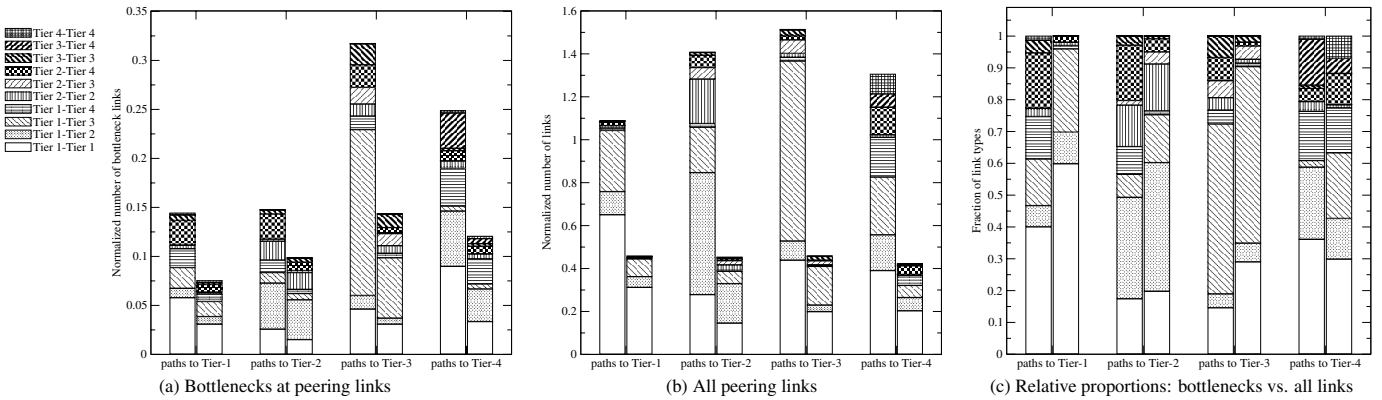 Tier 4-Tier 4
Tier 3-Tier 4
Tier 3-Tier 3
Tier 2-Tier 4
Tier 2-Tier 3
Tier 2-Tier 2
Tier 1-Tier 4
Tier 1-Tier 3
Tier 1-Tier 2
Tier 1-Tier 1
Normalized number of bottleneck links
0.35
0.3
0.25
0.2
0.15
0.1
0.05
0
paths to Tier-1 paths to Tier-2 paths to Tier-3 paths to Tier-4
(a) Bottlenecks at peering links
Normalized number of links
1.6
1.4
1.2
1
0.8
0.6
0.4
0.2
0
paths to Tier-1 paths to Tier-2 paths to Tier-3 paths to Tier-4
(b) All peering links
Fraction of link types
1
0.9
0.8
0.7
0.6
0.5
0.4
0.3
0.2
0.1
0
paths to Tier-1 paths to Tier-2 paths to Tier-3 paths to Tier-4
(c) Relative proportions: bottlenecks vs. all links